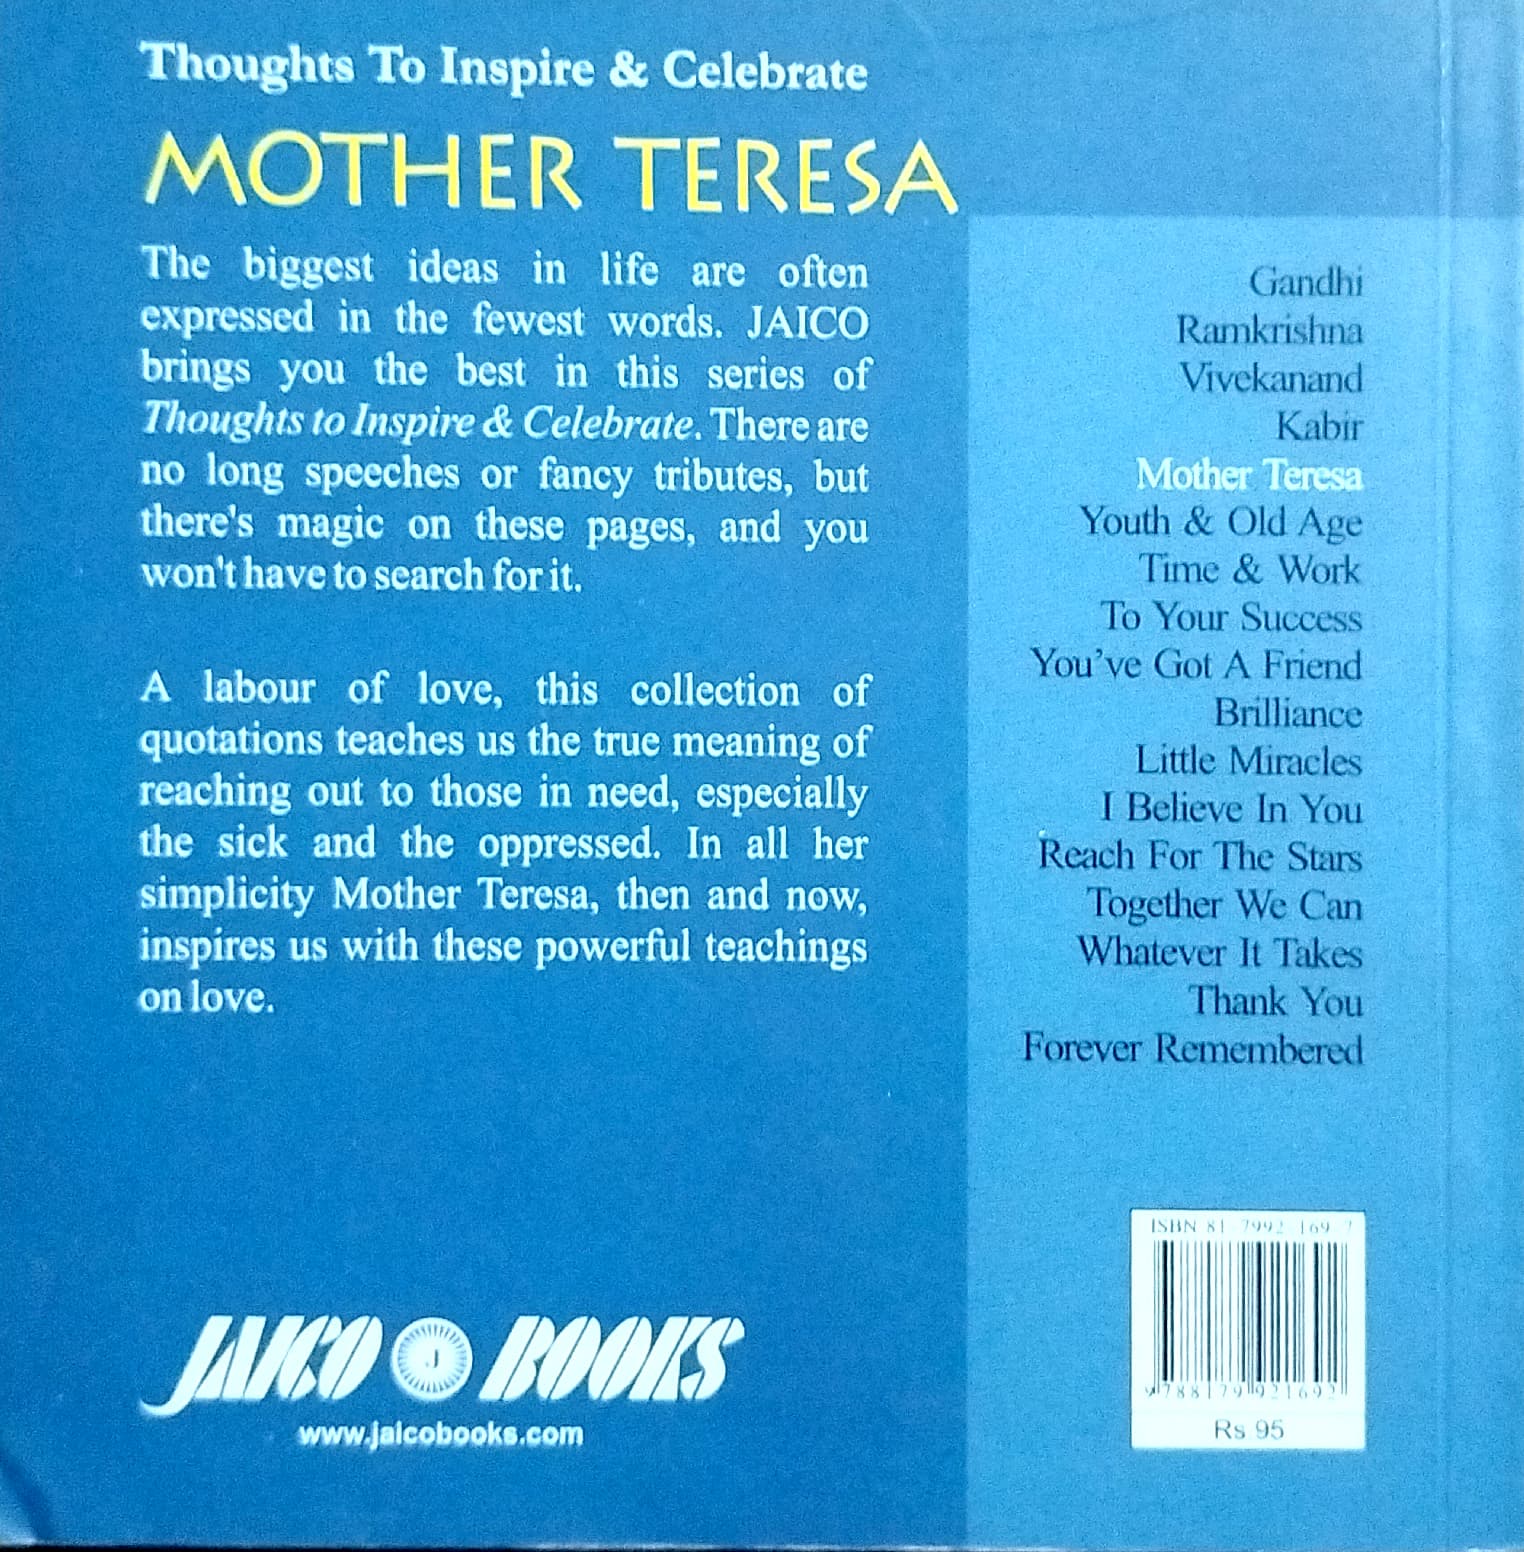 Thoughts To Inspire & Celebrate
MOTHER TERESA
The biggest ideas in life are often
expressed in the fewest words. JAICO
brings you the best in this series of
Thoughts to Inspire & Celebrate. There are
no long speeches or fancy tributes, but
there's magic on these pages, and you
won't have to search for it.
A labour of love, this collection of
quotations teaches us the true meaning of
reaching out to those in need, especially
the sick and the oppressed. In all her
simplicity Mother Teresa, then and now,
inspires us with these powerful teachings
on love.
Gandhi
Ramkrishna
Vivekanand
Kabir
Mother Teresa
Youth & Old Age
Time & Work
To Your Success
You've Got A Friend
Brilliance
Little Miracles
I Believe In You
Reach For The Stars
Together We Can
Whatever It Takes
Thank You
Forever Remembered
JAICO J BOOKS
www.jaicobooks.com
ISBN 81 7992 169 7
9788179921692
Rs 95